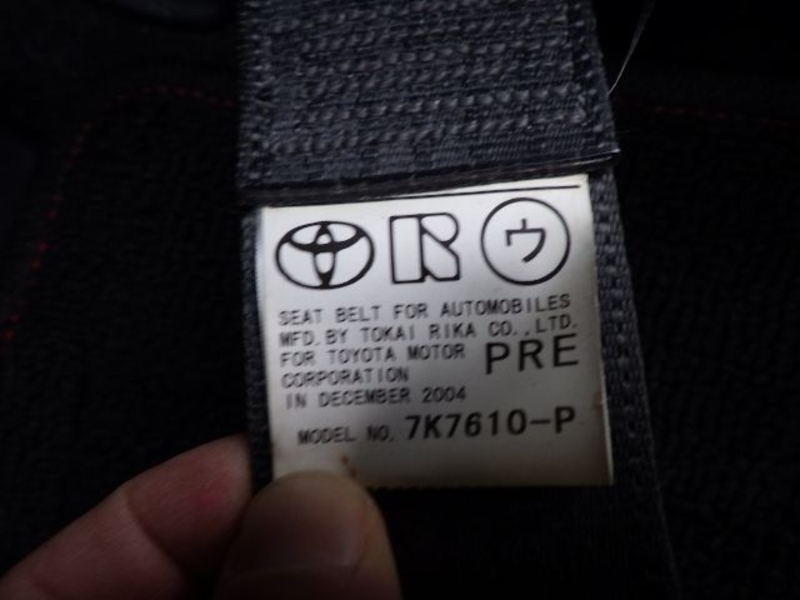 ウ
SEAT BELT FOR AUTOMOBILES
MFD. BY TOKAI RIKA CO.,LTD.
FOR TOYOTA MOTOR PRE
CORPORATION
IN DECEMBER 2004
MODEL NO. 7K7610-P